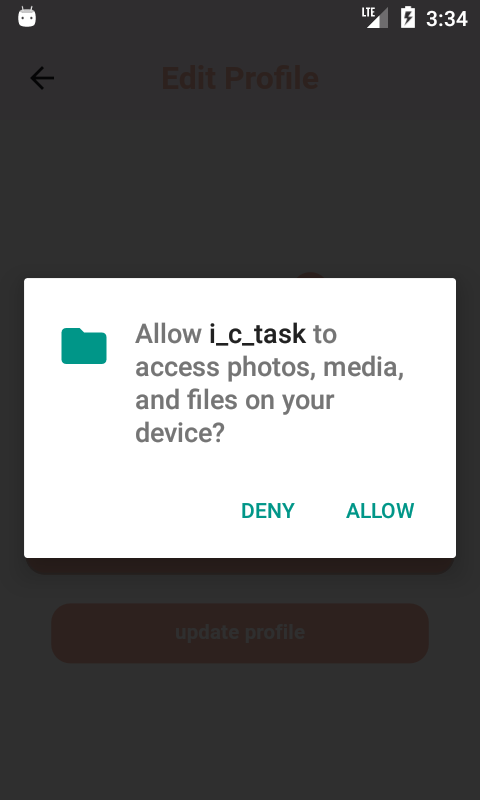 LTE 3:34
Edit Profile
Allow i_c_task to
access photos, media,
and files on your
device?
DENY ALLOW
update profile